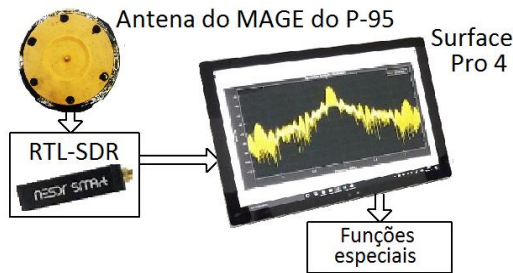 Antena do MAGE do P-95
Surface
Pro 4
RTL-SDR
nESDR SMArt
Funções
especiais